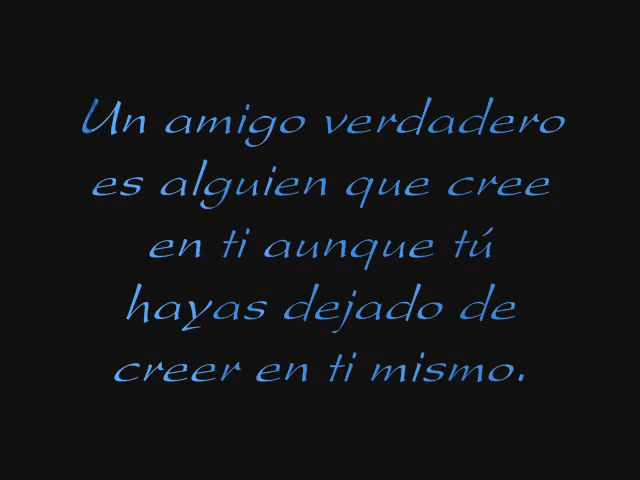 Un amigo verdadero
es alguien que cree
en ti aunque tú
hayas dejado de
creer en ti mismo.